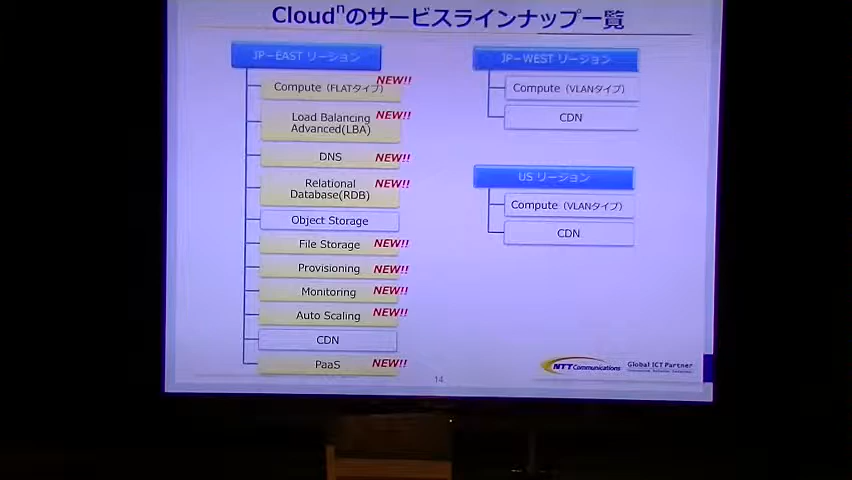 Cloudⁿのサービスラインナップ一覧
JP-EAST リージョン
Compute（FLATタイプ）
NEW!!
Load Balancing
Advanced(LBA)
NEW!!
DNS
NEW!!
Relational
Database(RDB)
NEW!!
Object Storage
File Storage
NEW!!
Provisioning
NEW!!
Monitoring
NEW!!
Auto Scaling
NEW!!
CDN
PaaS
NEW!!
JP-WEST リージョン
Compute（VLANタイプ）
CDN
US リージョン
Compute（VLANタイプ）
CDN
14
NTT Communications
Global ICT Partner